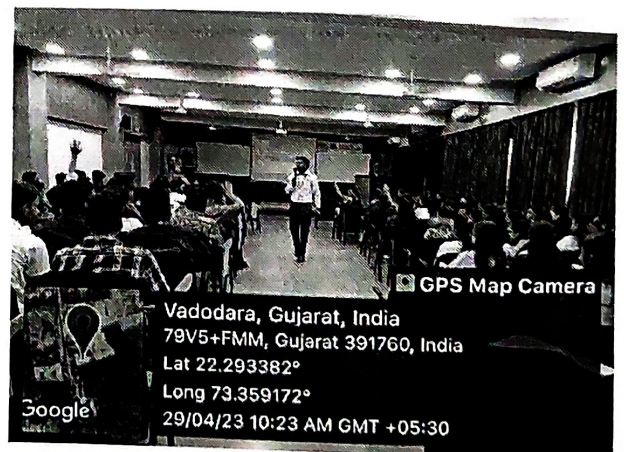 GPS Map Camera
Vadodara, Gujarat, India
79V5+FMM, Gujarat 391760, India
Lat 22.293382°
Long 73.359172°
29/04/23 10:23 AM GMT +05:30
Google